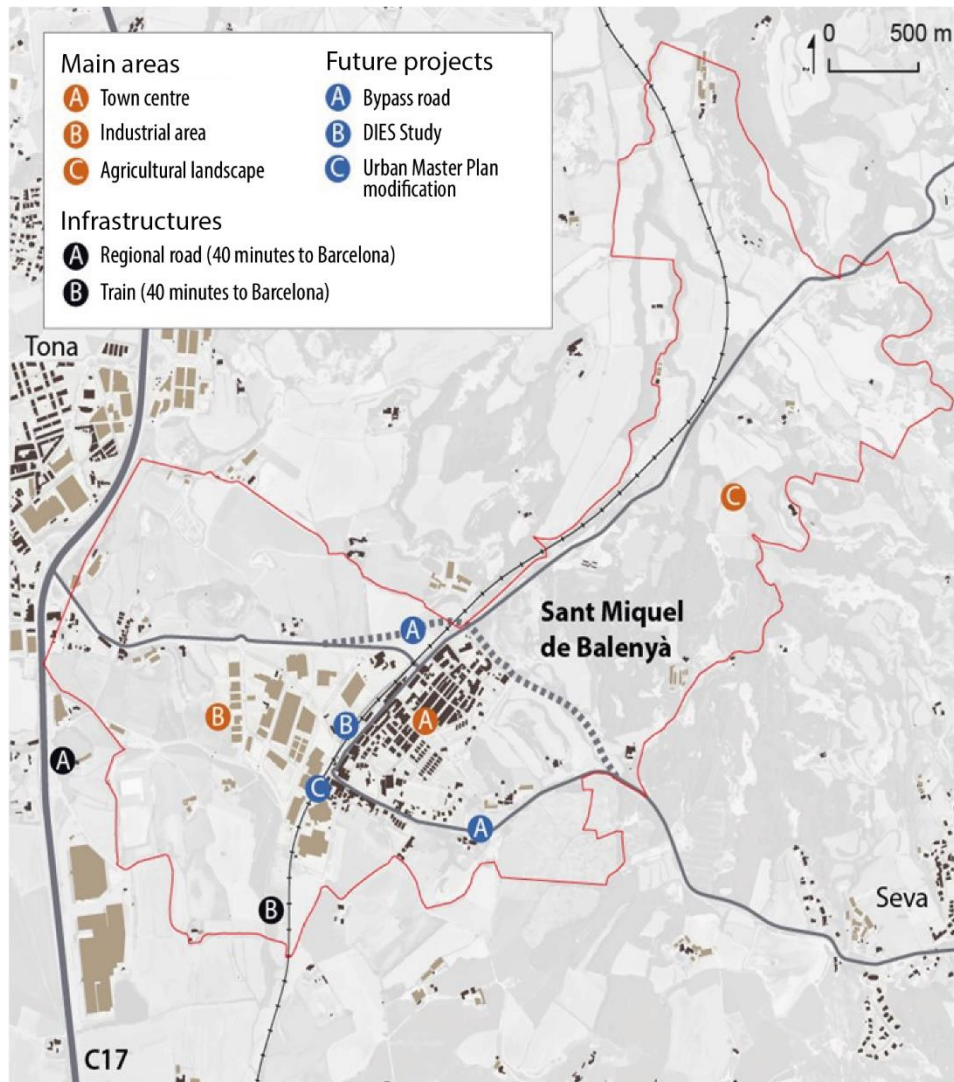 0 500 m
z
Main areas
A Town centre
B Industrial area
C Agricultural landscape
Future projects
A Bypass road
B DIES Study
C Urban Master Plan
modification
Infrastructures
A Regional road (40 minutes to Barcelona)
B Train (40 minutes to Barcelona)
Tona
C
Sant Miquel
de Balenyà
A
B
B
A
A
C
A
B
Seva
C17